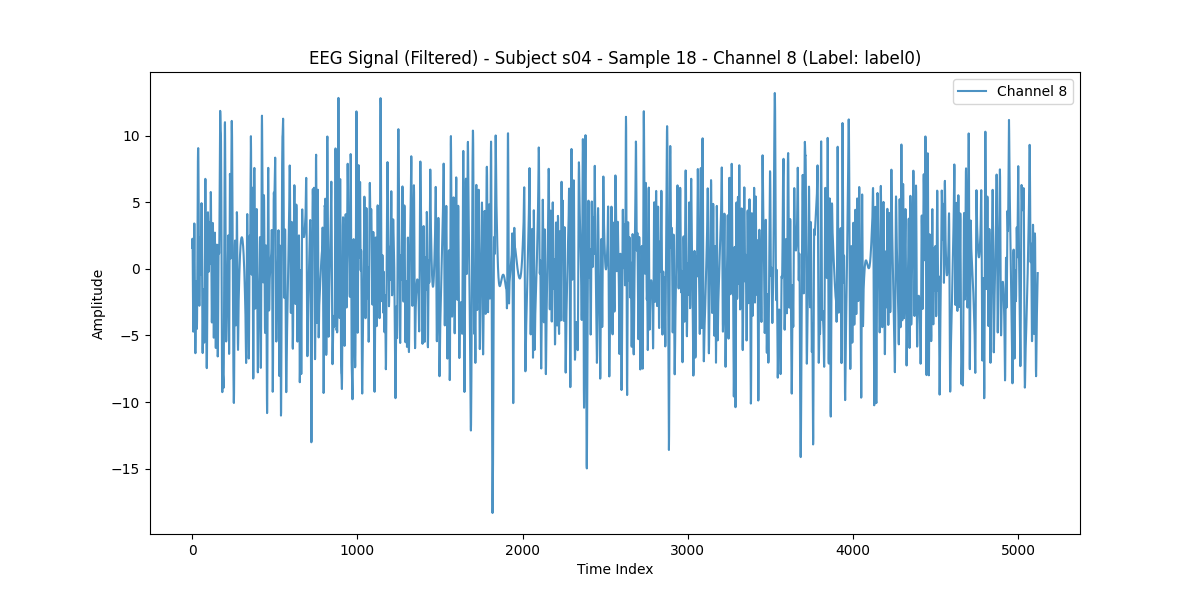 EEG Signal (Filtered) - Subject s04 - Sample 18 - Channel 8 (Label: label0)
Channel 8
10
5
0
−5
−10
−15
Amplitude
0 1000 2000 3000 4000 5000
Time Index